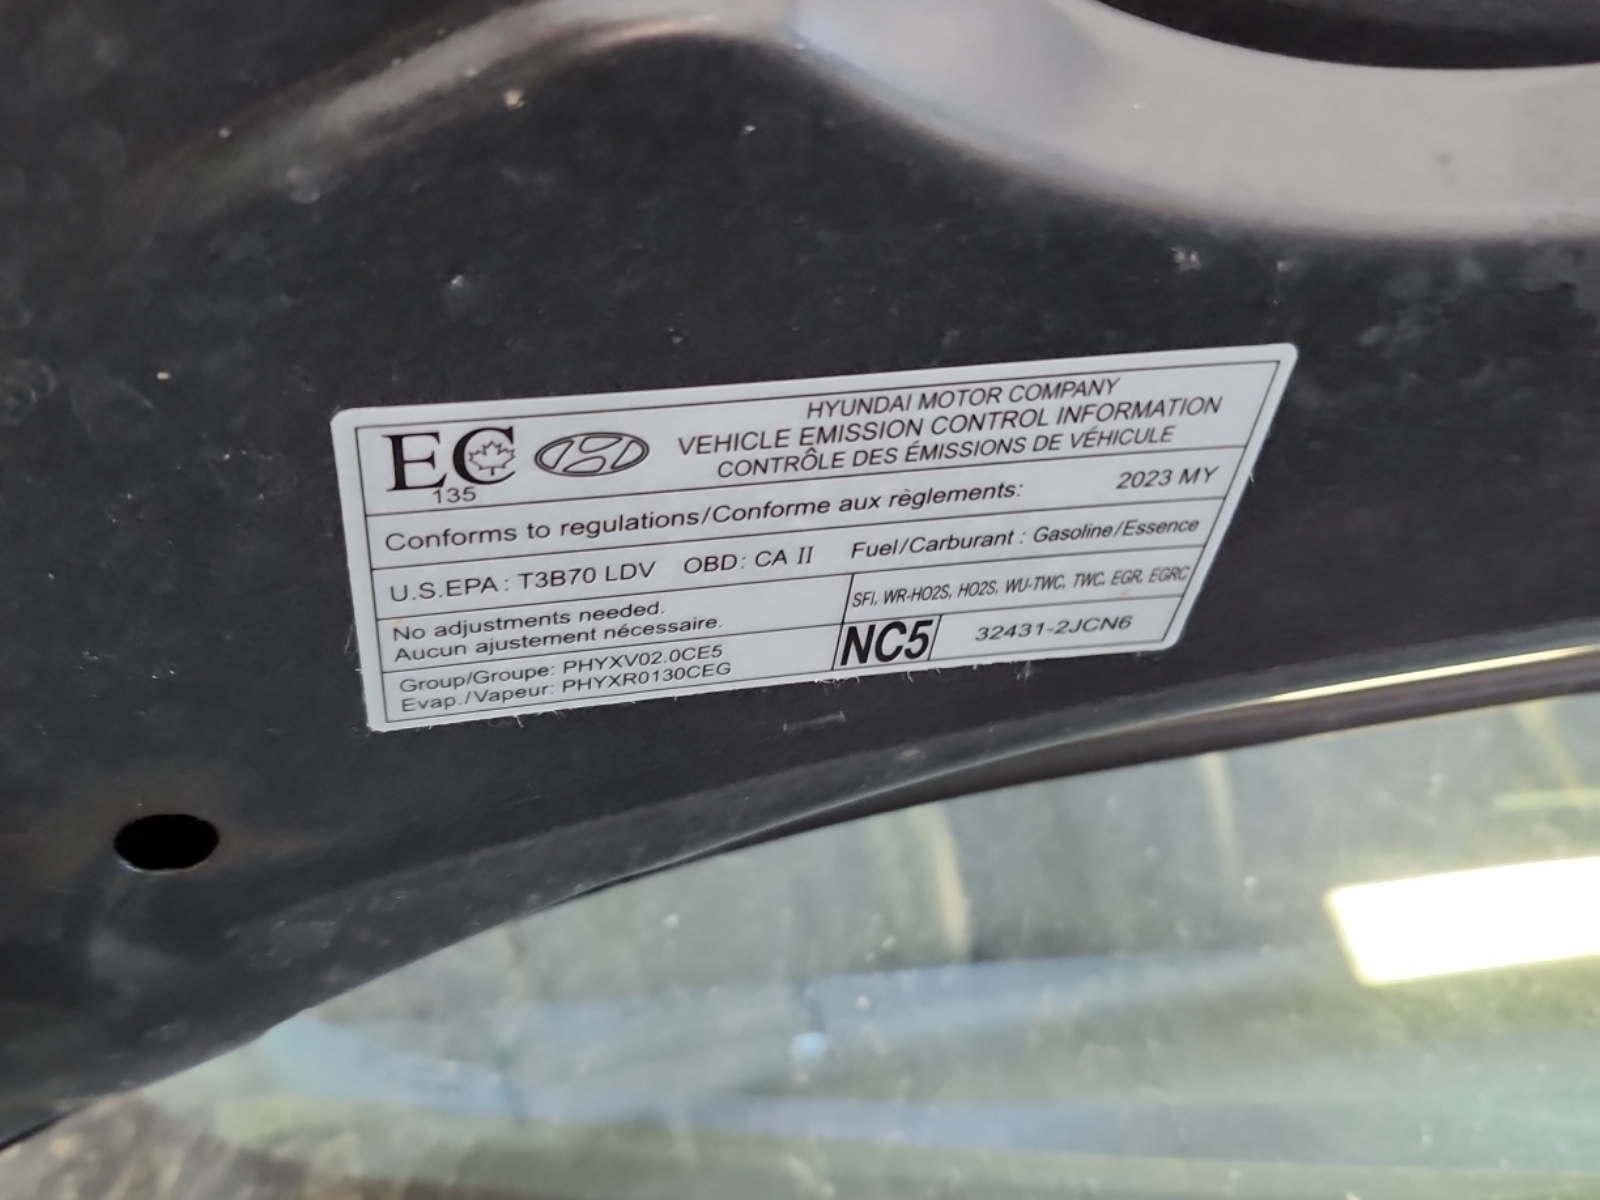 EC
135
HYUNDAI MOTOR COMPANY
VEHICLE EMISSION CONTROL INFORMATION
CONTRÔLE DES ÉMISSIONS DE VÉHICULE
Conforms to regulations/Conforme aux règlements: 2023 MY
U.S.EPA : T3B70 LDV OBD: CA II Fuel/Carburant : Gasoline/Essence
No adjustments needed.
Aucun ajustement nécessaire.
SFI, WR-HO2S, HO2S, WU-TWC, TWC, EGR, EGRC
Group/Groupe: PHYXV02.0CE5
Evap./Vapeur: PHYXR0130CEG
NC5
32431-2JCN6